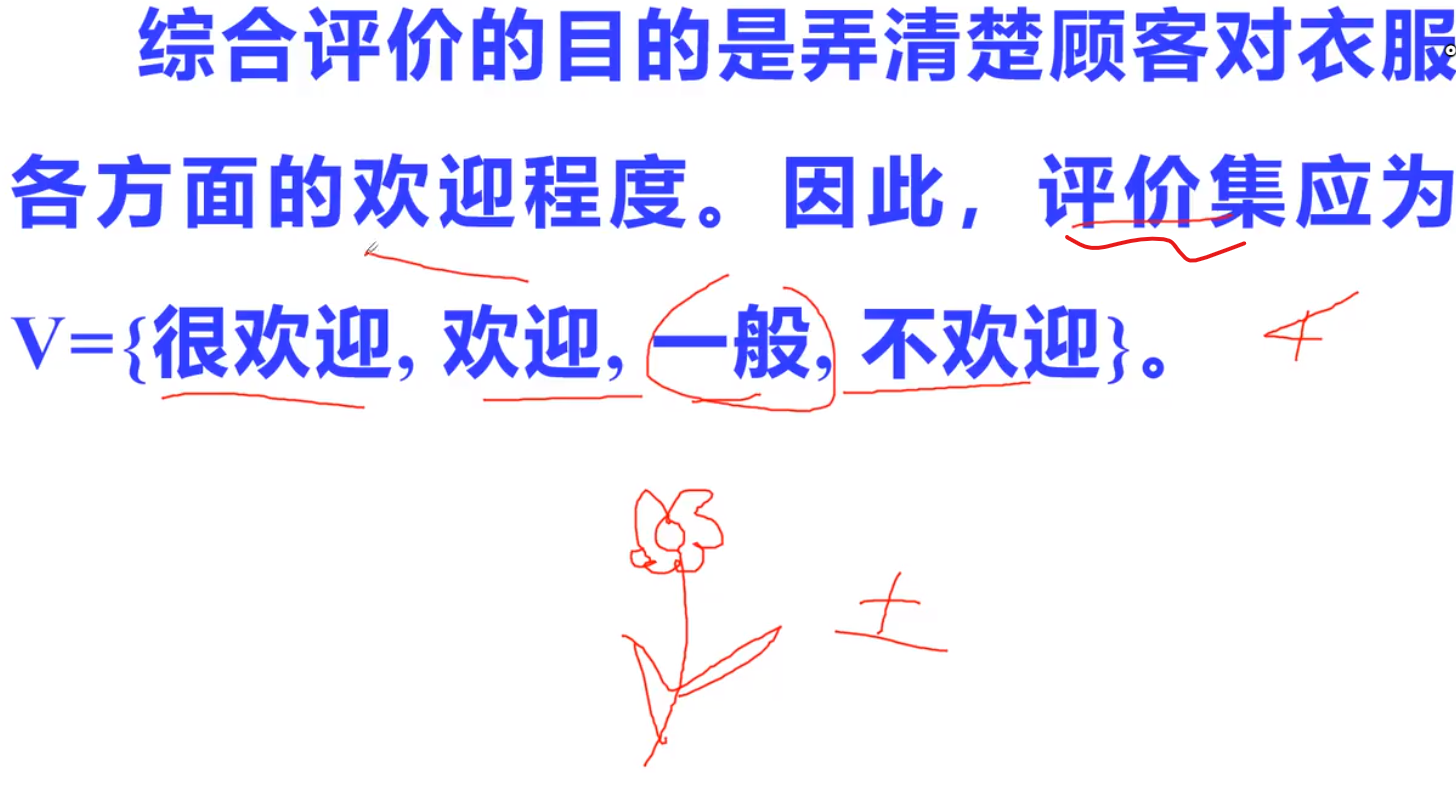 综合评价的目的是弄清楚顾客对衣服
各方面的欢迎程度。因此，评价集应为
V={很欢迎, 欢迎, 一般, 不欢迎}。 4
土